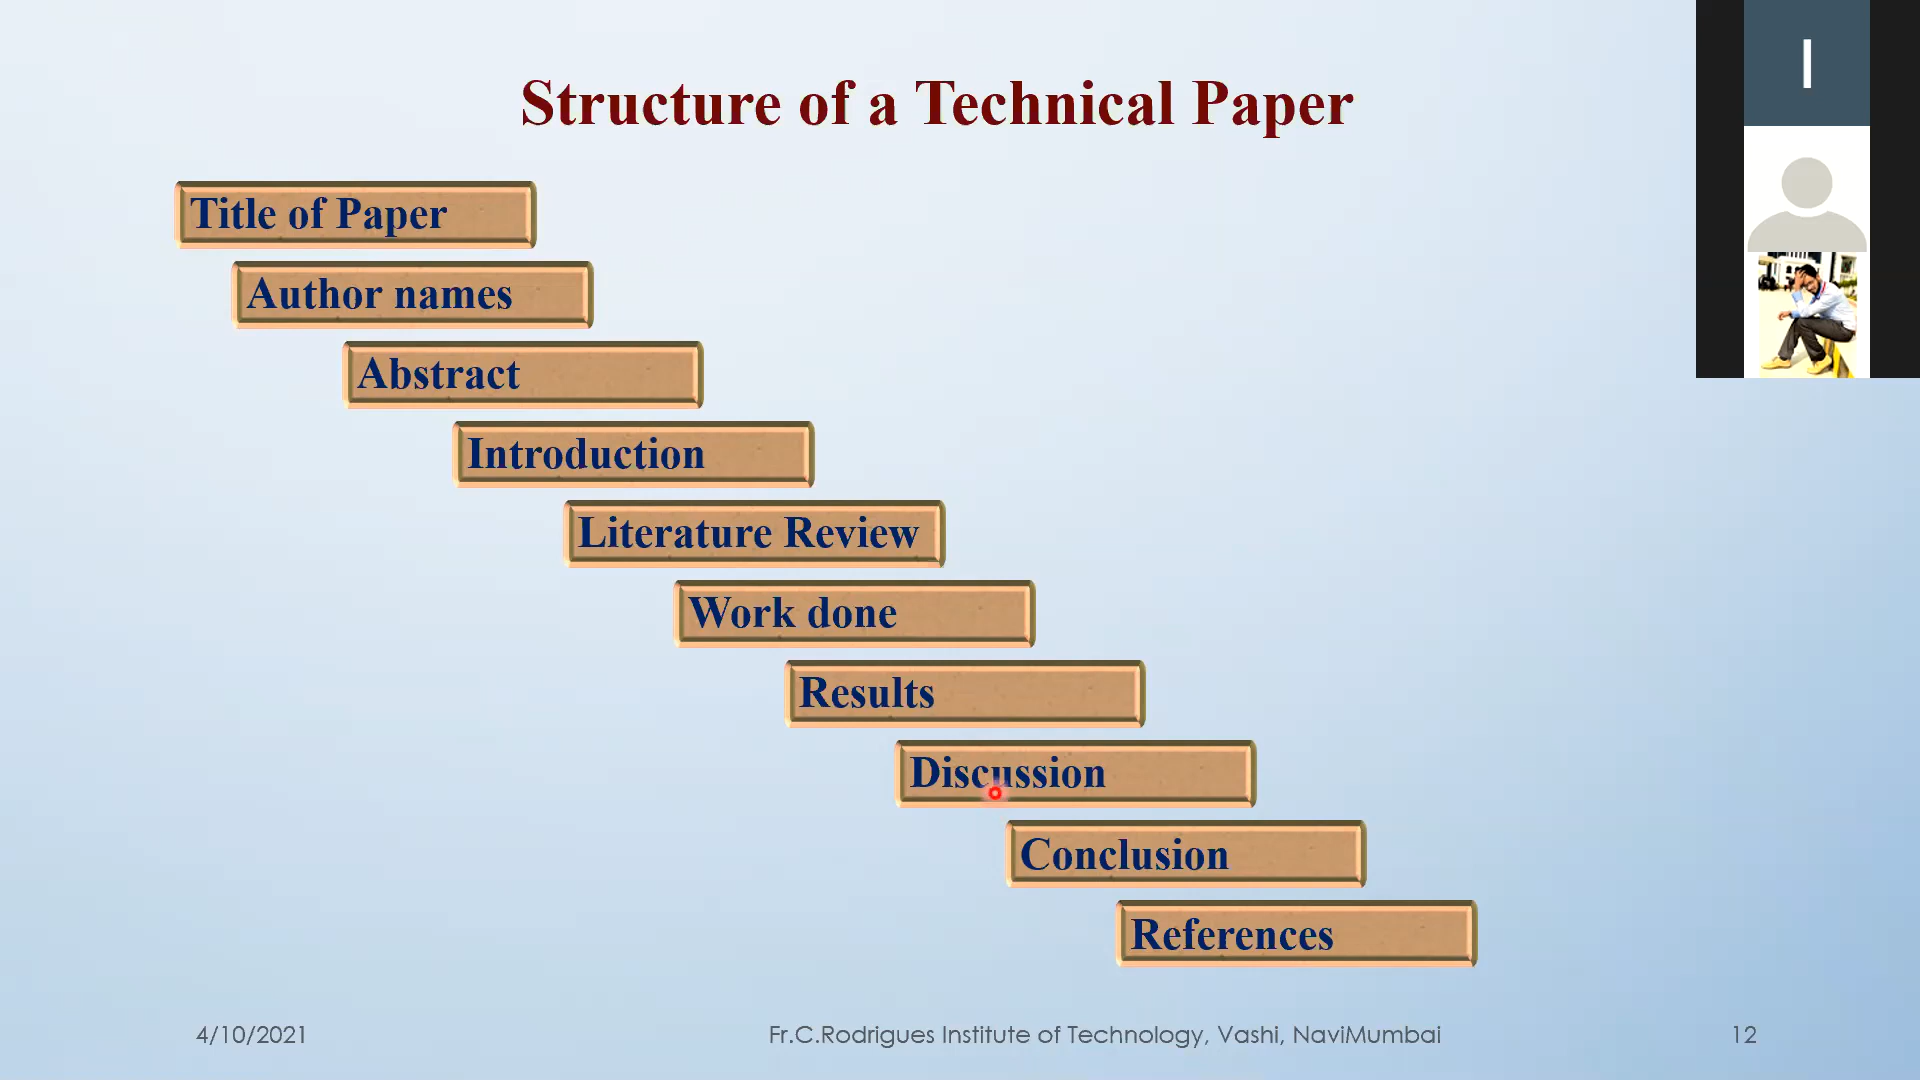 Structure of a Technical Paper
I
Title of Paper
Author names
Abstract
Introduction
Literature Review
Work done
Results
Discussion
Conclusion
References
4/10/2021
Fr.C.Rodrigues Institute of Technology, Vashi, NaviMumbai
12